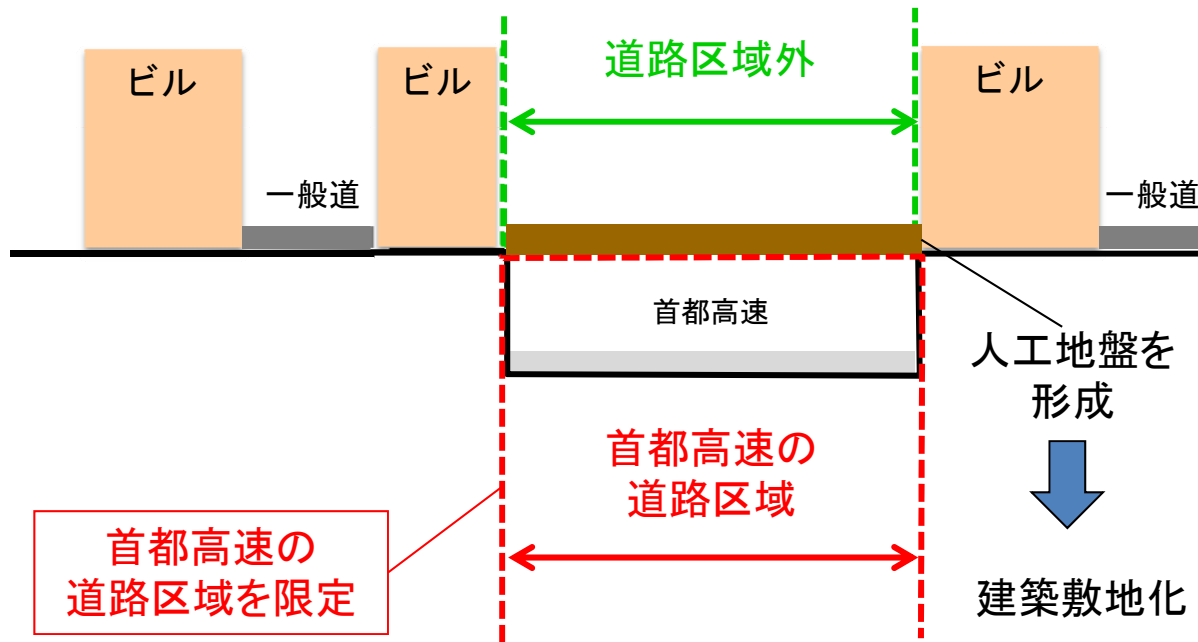 道路区域外
ビル
ビル
ビル
一般道
一般道
首都高速
人工地盤を
形成
首都高速の
道路区域
首都高速の
道路区域を限定
建築敷地化